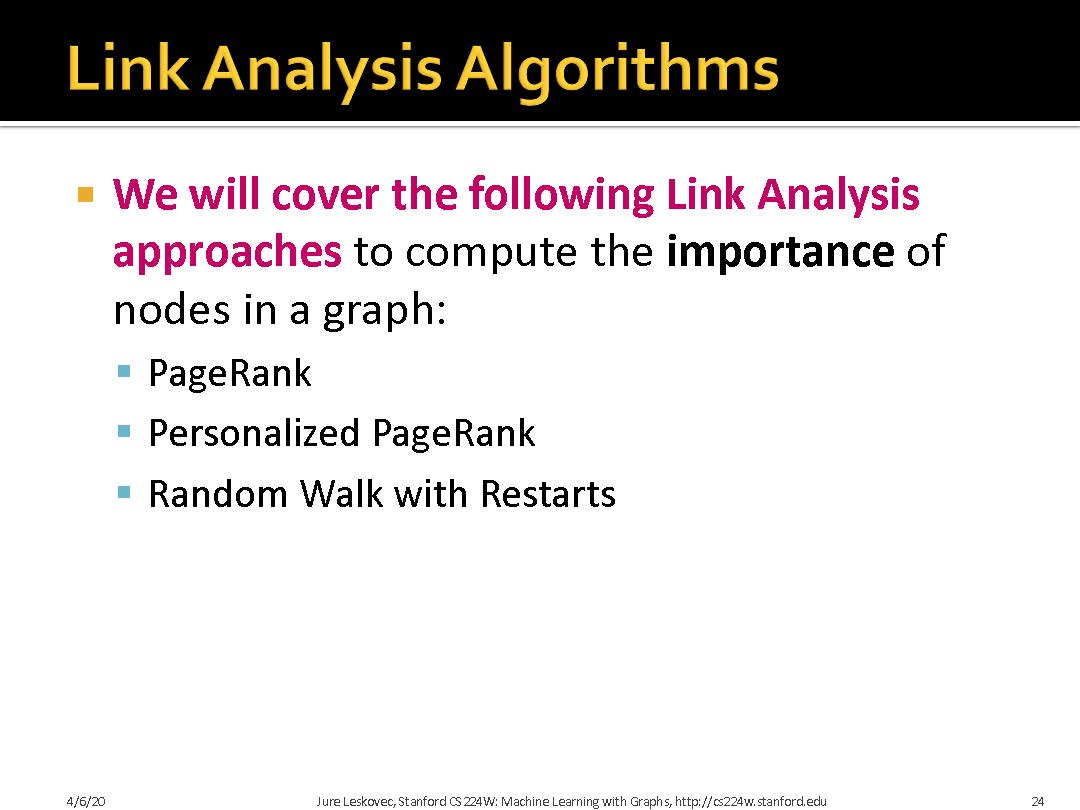 Link Analysis Algorithms
We will cover the following Link Analysis
approaches to compute the importance of
nodes in a graph:
PageRank
Personalized PageRank
Random Walk with Restarts
4/6/20 Jure Leskovec, Stanford CS224W: Machine Learning with Graphs, http://cs224w.stanford.edu 24